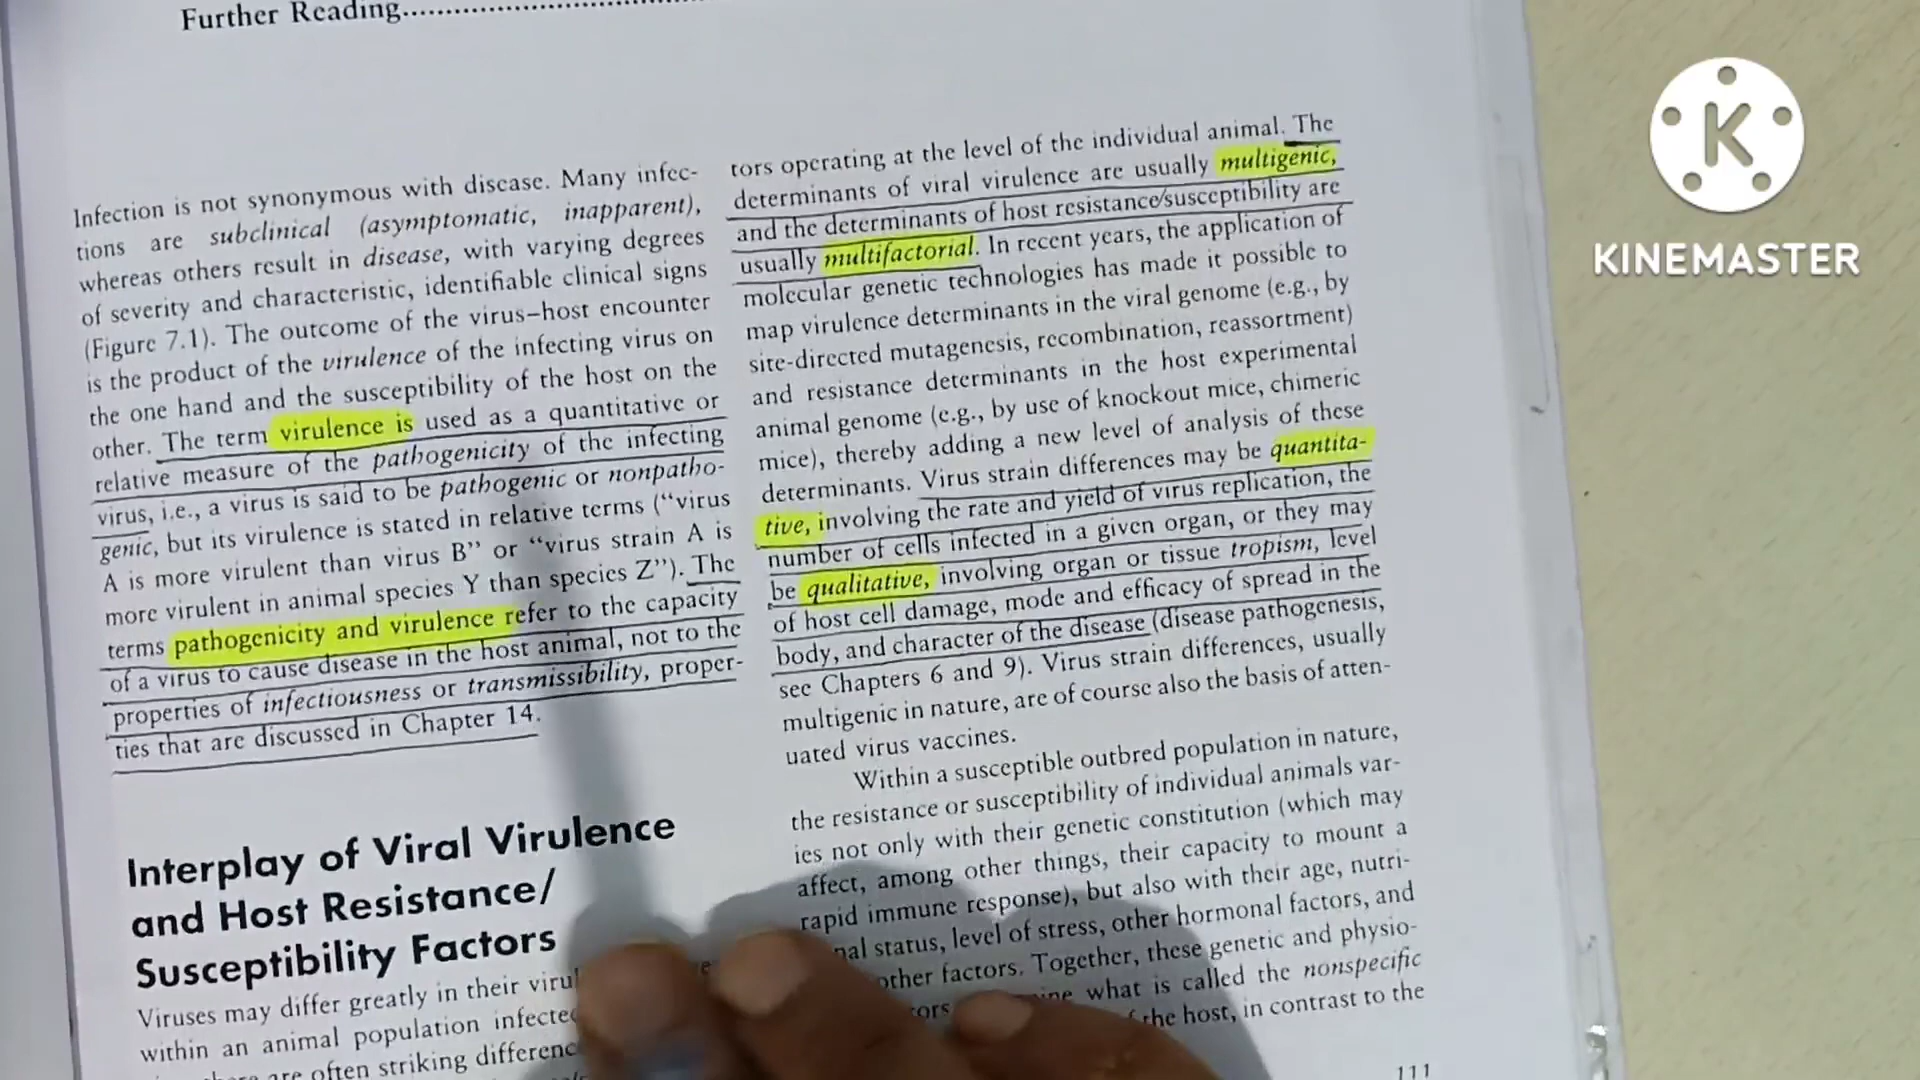 Further Reading
Infection is not synonymous with disease. Many infec-
tions are subclinical (asymptomatic, inapparent),
whereas others result in disease, with varying degrees
of severity and characteristic, identifiable clinical signs
(Figure 7.1). The outcome of the virus–host encounter
is the product of the virulence of the infecting virus on
the one hand and the susceptibility of the host on the
other. The term virulence is used as a quantitative or
relative measure of the pathogenicity of the infecting
virus, i.e., a virus is said to be pathogenic or nonpatho-
genic, but its virulence is stated in relative terms (“virus
A is more virulent than virus B” or “virus strain A is
more virulent in animal species Y than species Z”). The
terms pathogenicity and virulence refer to the capacity
of a virus to cause disease in the host animal, not to the
properties of infectiousness or transmissibility, proper-
ties that are discussed in Chapter 14.
Interplay of Viral Virulence
and Host Resistance/
Susceptibility Factors
Viruses may differ greatly in their
within an animal population
are often striking
tors operating at the level of the individual animal. The
determinants of viral virulence are usually multigenic,
and the determinants of host resistance/susceptibility are
usually multifactorial. In recent years, the application of
molecular genetic technologies has made it possible to
map virulence determinants in the viral genome (e.g., by
site-directed mutagenesis, recombination, reassortment)
and resistance determinants in the host experimental
animal genome (e.g., by use of knockout mice, chimeric
mice), thereby adding a new level of analysis of these
determinants. Virus strain differences may be quantita-
tive, involving the rate and yield of virus replication, the
number of cells infected in a given organ, or they may
be qualitative, involving organ or tissue tropism, level
of host cell damage, mode and efficacy of spread in the
body, and character of the disease (disease pathogenesis,
see Chapters 6 and 9). Virus strain differences, usually
multigenic in nature, are of course also the basis of atten-
uated virus vaccines.
Within a susceptible outbred population in nature,
the resistance or susceptibility of individual animals var-
ies not only with their genetic constitution (which may
affect, among other things, their capacity to mount a
rapid immune response), but also with their age, nutri-
nal status, level of stress, other hormonal factors, and
other factors. Together, these genetic and physio-
what is called the nonspecific
the host, in contrast to the
111
K
KINEMASTER